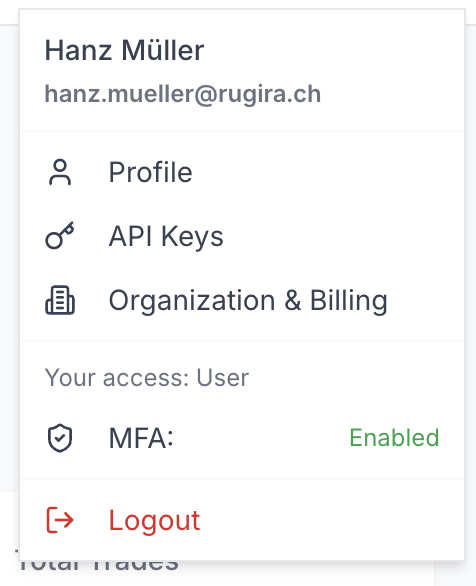 Hanz Müller
hanz.mueller@rugira.ch
Profile
API Keys
Organization & Billing
Your access: User
MFA: Enabled
Logout
Total Trades